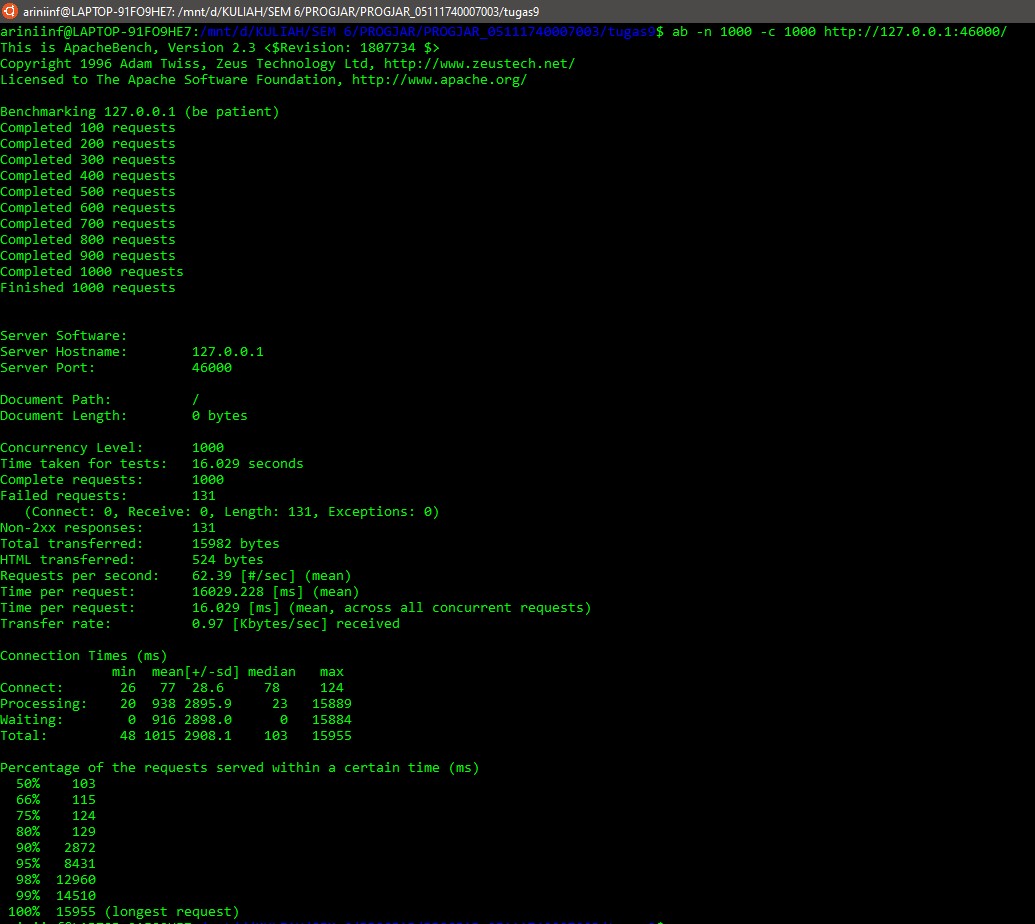 ariniinf@LAPTOP-91FO9HE7: /mnt/d/KULIAH/SEM 6/PROGJAR/PROGJAR_05111740007003/tugas9
ariniinf@LAPTOP-91FO9HE7:/mnt/d/KULIAH/SEM 6/PROGJAR/PROGJAR_05111740007003/tugas9$ ab -n 1000 -c 1000 http://127.0.0.1:46000/
This is ApacheBench, Version 2.3 <$Revision: 1807734 $>
Copyright 1996 Adam Twiss, Zeus Technology Ltd, http://www.zeustech.net/
Licensed to The Apache Software Foundation, http://www.apache.org/

Benchmarking 127.0.0.1 (be patient)
Completed 100 requests
Completed 200 requests
Completed 300 requests
Completed 400 requests
Completed 500 requests
Completed 600 requests
Completed 700 requests
Completed 800 requests
Completed 900 requests
Completed 1000 requests
Finished 1000 requests


Server Software:
Server Hostname:        127.0.0.1
Server Port:            46000

Document Path:          /
Document Length:        0 bytes

Concurrency Level:      1000
Time taken for tests:   16.029 seconds
Complete requests:      1000
Failed requests:        131
   (Connect: 0, Receive: 0, Length: 131, Exceptions: 0)
Non-2xx responses:      131
Total transferred:      15982 bytes
HTML transferred:       524 bytes
Requests per second:    62.39 [#/sec] (mean)
Time per request:       16029.228 [ms] (mean)
Time per request:       16.029 [ms] (mean, across all concurrent requests)
Transfer rate:          0.97 [Kbytes/sec] received

Connection Times (ms)
              min  mean[+/-sd] median   max
Connect:       26   77  28.6     78     124
Processing:    20  938 2895.9    23   15889
Waiting:        0  916 2898.0     0   15884
Total:         48 1015 2908.1   103   15955

Percentage of the requests served within a certain time (ms)
  50%    103
  66%    115
  75%    124
  80%    129
  90%   2872
  95%   8431
  98%  12960
  99%  14510
 100%  15955 (longest request)
ariniinf@LAPTOP-91FO9HE7:/mnt/d/KULIAH/SEM 6/PROGJAR/PROGJAR_05111740007003/tugas9$